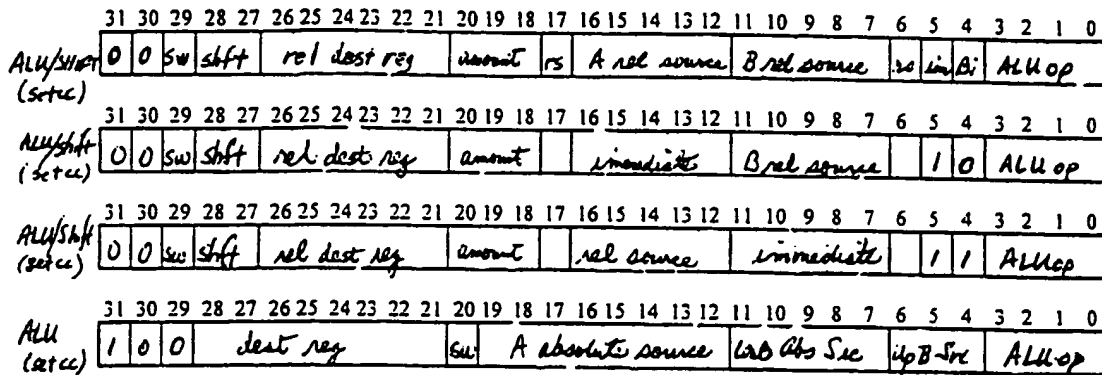 31 30 29 28 27 26 25 24 23 22 21 20 19 18 17 16 15 14 13 12 11 10 9 8 7 6 5 4 3 2 1 0
ALU/SHIFT 0 0 sw shft rel dest reg amount rs A rel source B rel source im Bi ALU op
(setcc)
31 30 29 28 27 26 25 24 23 22 21 20 19 18 17 16 15 14 13 12 11 10 9 8 7 6 5 4 3 2 1 0
ALU/Shft 0 0 sw shft rel dest reg amount immediate B rel source 1 0 ALU op
(setcc)
31 30 29 28 27 26 25 24 23 22 21 20 19 18 17 16 15 14 13 12 11 10 9 8 7 6 5 4 3 2 1 0
ALU/Shft 0 0 sw shft rel dest reg amount rel source immediate 1 1 ALU op
(setcc)
31 30 29 28 27 26 25 24 23 22 21 20 19 18 17 16 15 14 13 12 11 10 9 8 7 6 5 4 3 2 1 0
ALU 1 0 0 dest reg sw A absolute source B Abs Src B-Src ALU-op
(setcc)